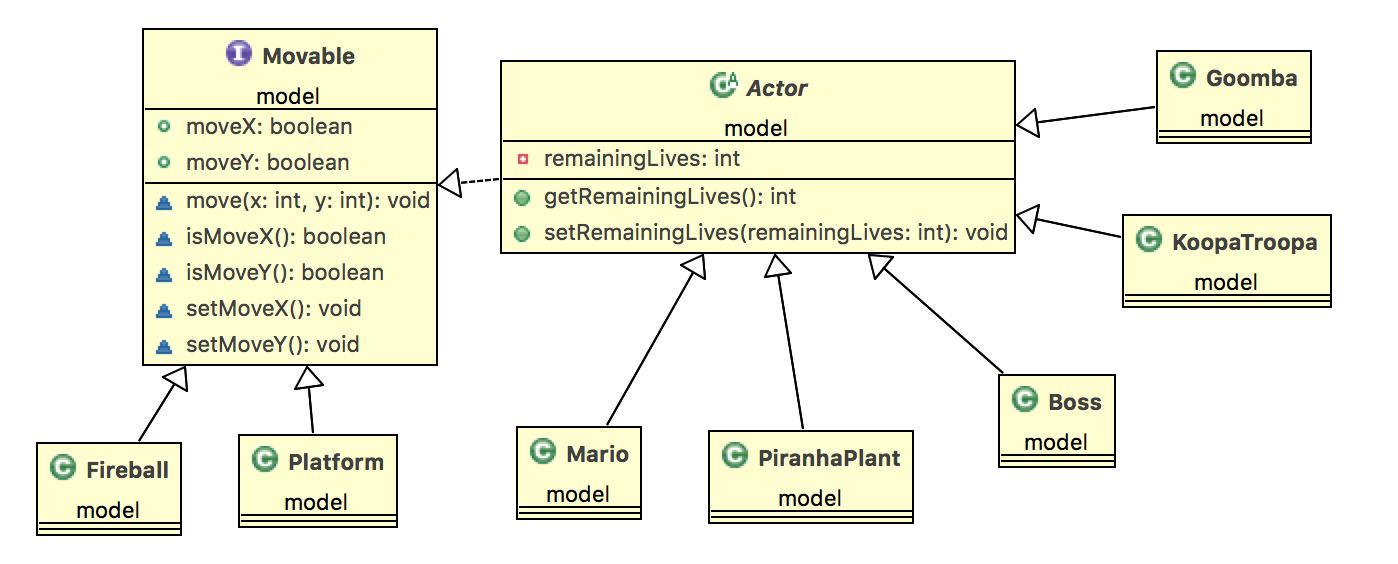 I Movable
model
moveX: boolean
moveY: boolean
move(x: int, y: int): void
isMoveX(): boolean
isMoveY(): boolean
setMoveX(): void
setMoveY(): void
C A Actor
model
remainingLives: int
getRemainingLives(): int
setRemainingLives(remainingLives: int): void
C Goomba
model
C KoopaTroopa
model
C Boss
model
C Fireball
model
C Platform
model
C Mario
model
C PiranhaPlant
model